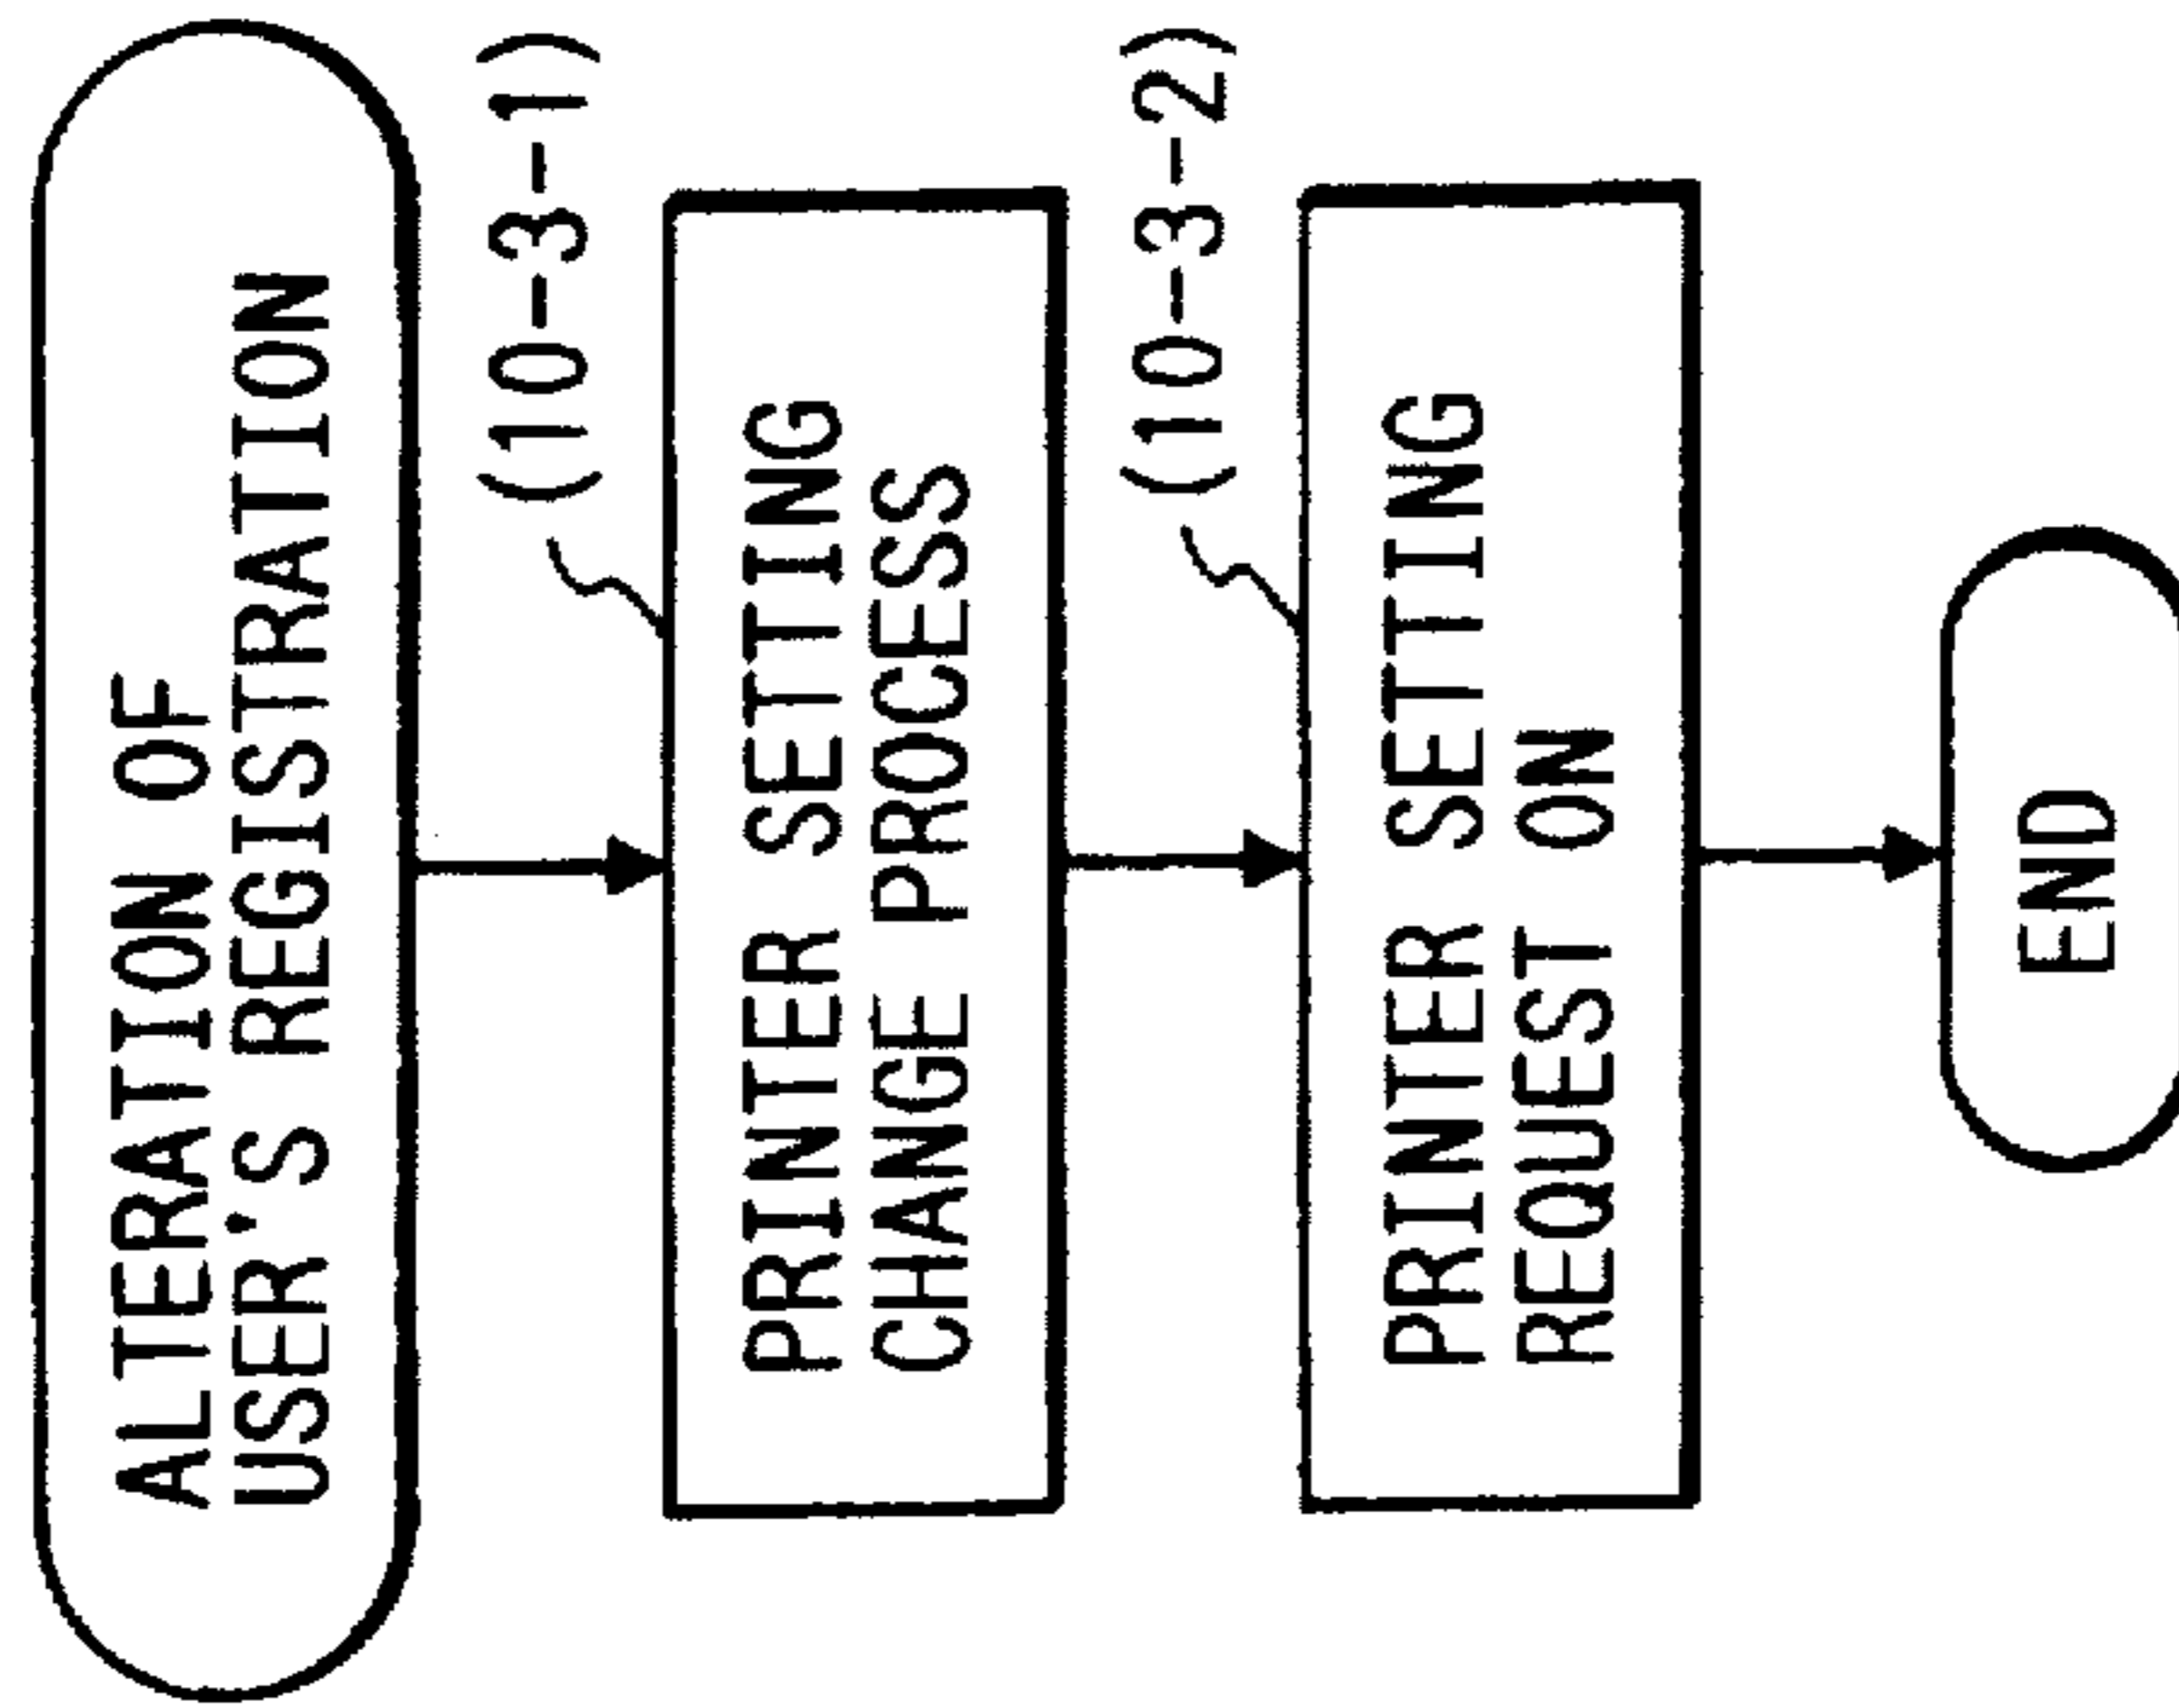 ALTERATION OF
USER'S REGISTRATION
(10-3-1)
PRINTER SETTING
CHANGE PROCESS
(10-3-2)
PRINTER SETTING
REQUEST ON
END